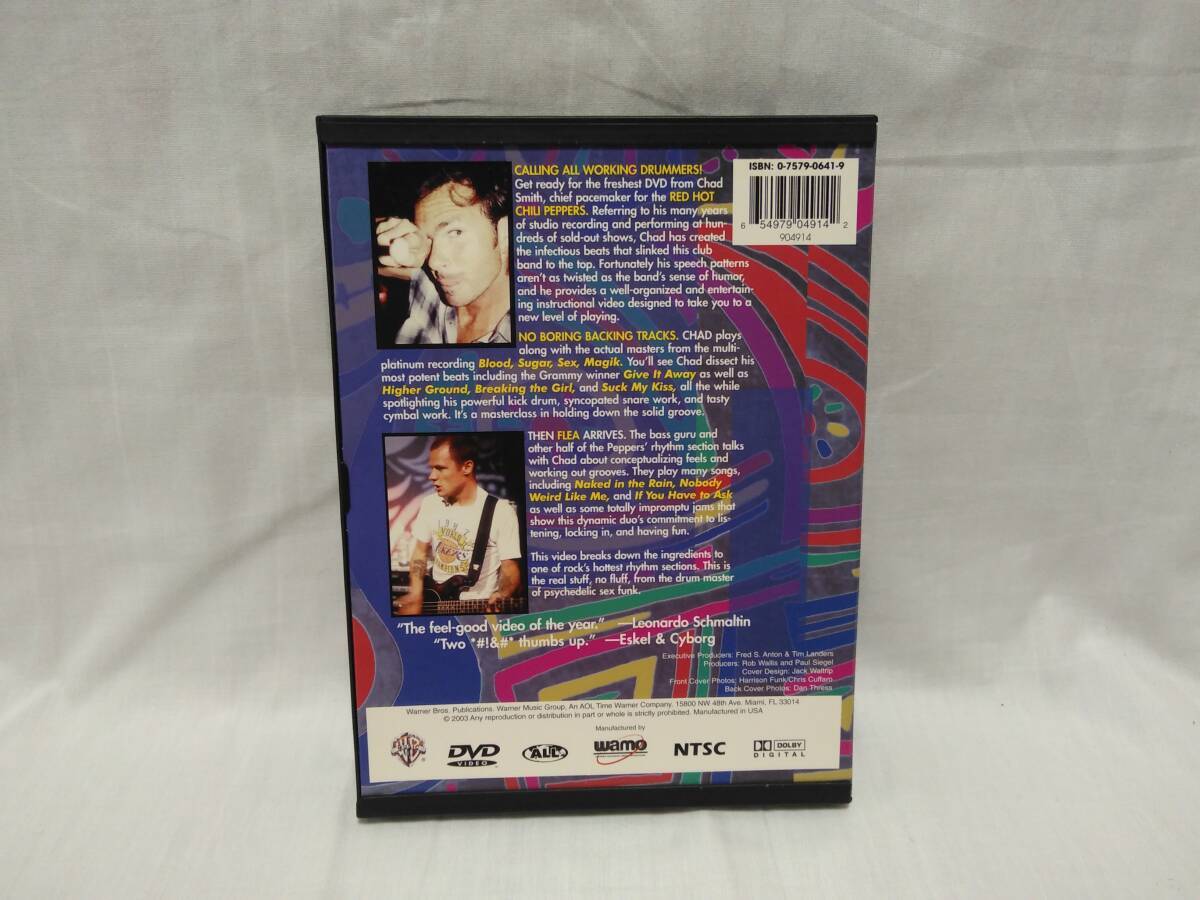 CALLING ALL WORKING DRUMMERS!
Get ready for the freshest DVD from Chad
Smith, chief pacemaker for the RED HOT
CHILI PEPPERS. Referring to his many years
of studio recording and performing at hun-
dreds of sold-out shows, Chad has created
the infectious beats that slinked this club
band to the top. Fortunately his speech patterns
aren't as twisted as the band's sense of humor,
and he provides a well-organized and entertain-
ing instructional video designed to take you to a
new level of playing.
ISBN: 0-7579-0641-9
6 54979 04914 2
904914
NO BORING BACKING TRACKS. CHAD plays
along with the actual masters from the multi-
platinum recording Blood, Sugar, Sex, Magik. You'll see Chad dissect his
most potent beats including the Grammy winner Give It Away as well as
Higher Ground, Breaking the Girl, and Suck My Kiss, all the while
spotlighting his powerful kick drum, syncopated snare work, and tasty
cymbal work. It's a masterclass in holding down the solid groove.
THEN FLEA ARRIVES. The bass guru and
other half of the Peppers' rhythm section talks
with Chad about conceptualizing feels and
working out grooves. They play many songs,
including Naked in the Rain, Nobody
Weird Like Me, and If You Have to Ask
as well as some totally impromptu jams that
show this dynamic duo's commitment to lis-
tening, locking in, and having fun.
This video breaks down the ingredients to
one of rock's hottest rhythm sections. This is
the real stuff, no fluff, from the drum master
of psychedelic sex funk.
"The feel-good video of the year." —Leonardo Schmaltin
"Two *#!&#* thumbs up." —Eskel & Cyborg
Executive Producers: Fred S. Anton & Tim Landers
Producers: Rob Wallis and Paul Siegel
Cover Design: Jack Waltrip
Front Cover Photos: Harrison Funk/Chris Cuffaro
Back Cover Photos: Dan Thress
Warner Bros. Publications. Warner Music Group, An AOL Time Warner Company. 15800 NW 48th Ave. Miami, FL 33014
© 2003 Any reproduction or distribution in part or whole is strictly prohibited. Manufactured in USA
Manufactured by
DVD VIDEO
ALL
wamo
NTSC
DOLBY
DIGITAL